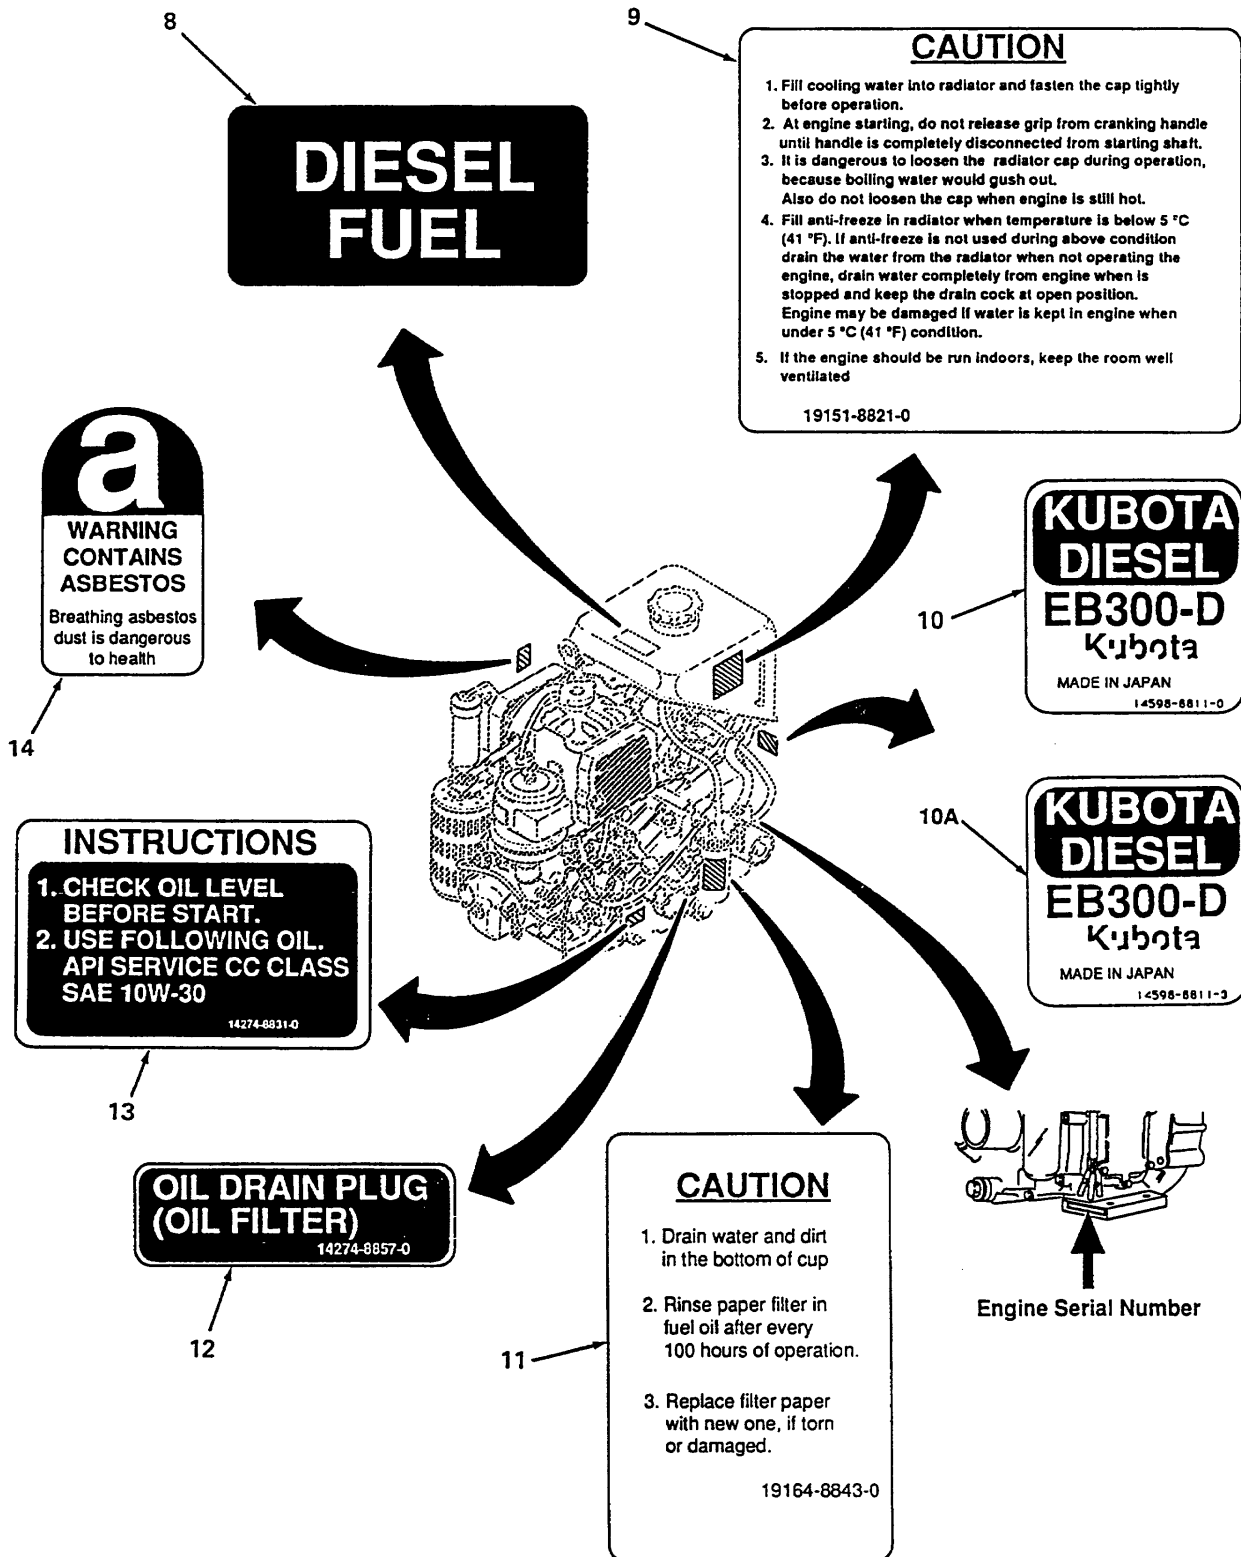 8
DIESEL
FUEL
9
CAUTION
1. Fill cooling water into radiator and fasten the cap tightly
before operation.
2. At engine starting, do not release grip from cranking handle
until handle is completely disconnected from starting shaft.
3. It is dangerous to loosen the radiator cap during operation,
because boiling water would gush out.
Also do not loosen the cap when engine is still hot.
4. Fill anti-freeze in radiator when temperature is below 5 °C
(41 °F). If anti-freeze is not used during above condition
drain the water from the radiator when not operating the
engine, drain water completely from engine when is
stopped and keep the drain cock at open position.
Engine may be damaged if water is kept in engine when
under 5 °C (41 °F) condition.
5. If the engine should be run indoors, keep the room well
ventilated
19151-8821-0
a
WARNING
CONTAINS
ASBESTOS
Breathing asbestos
dust is dangerous
to health
14
10
KUBOTA
DIESEL
EB300-D
Kubota
MADE IN JAPAN
14598-8811-0
10A
KUBOTA
DIESEL
EB300-D
Kubota
MADE IN JAPAN
14598-8811-3
INSTRUCTIONS
1. CHECK OIL LEVEL
BEFORE START.
2. USE FOLLOWING OIL.
API SERVICE CC CLASS
SAE 10W-30
14274-8831-0
13
OIL DRAIN PLUG
(OIL FILTER)
14274-8857-0
12
CAUTION
1. Drain water and dirt
in the bottom of cup
2. Rinse paper filter in
fuel oil after every
100 hours of operation.
3. Replace filter paper
with new one, if torn
or damaged.
19164-8843-0
11
Engine Serial Number